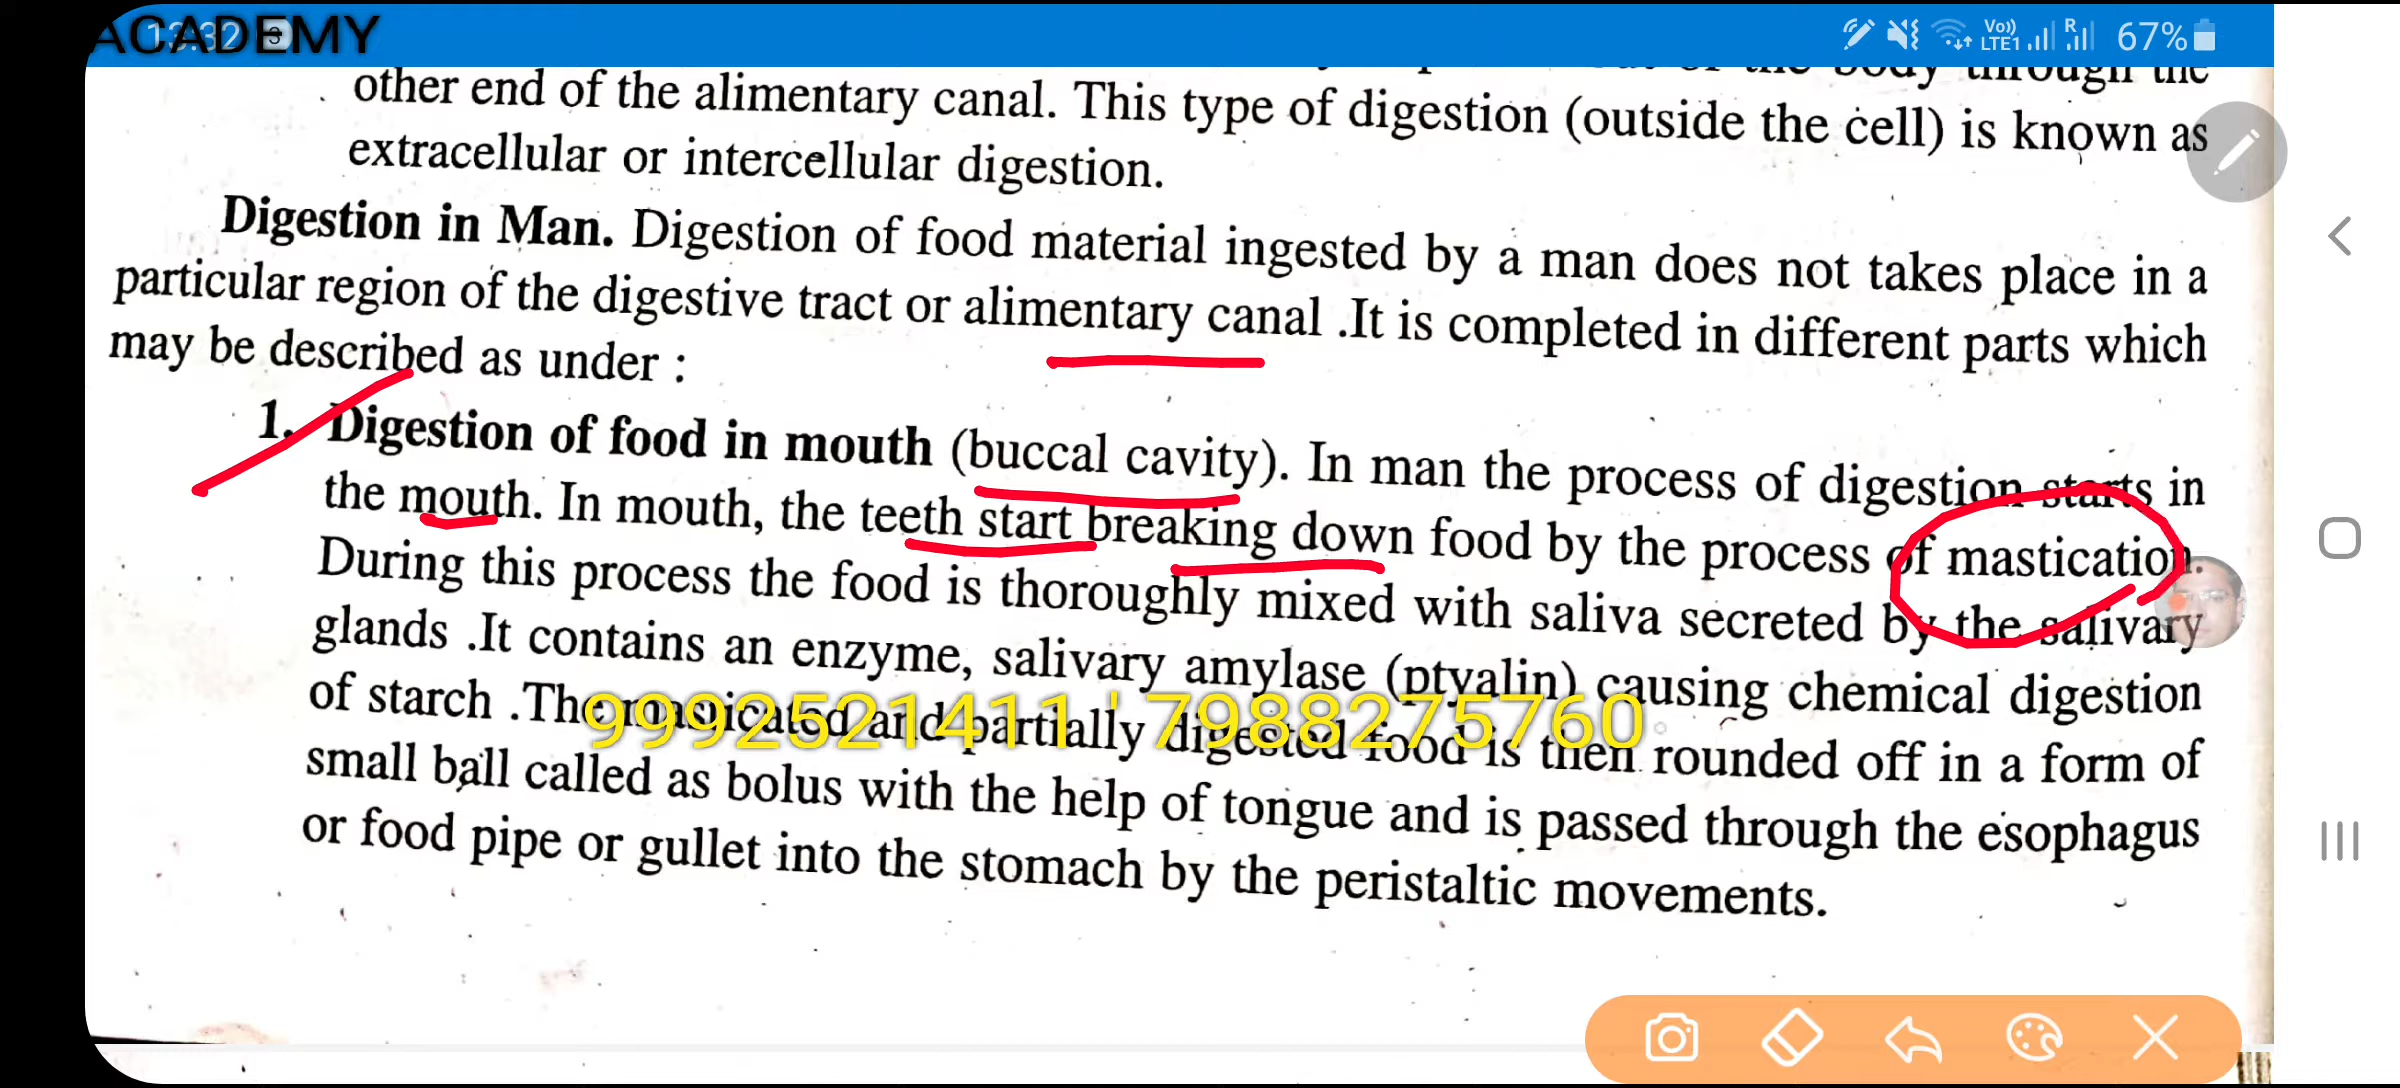 ACADEMY
13:32 3
Vo)) LTE1 R 67%
other end of the alimentary canal. This type of digestion (outside the cell) is known as
extracellular or intercellular digestion.
Digestion in Man. Digestion of food material ingested by a man does not takes place in a
particular region of the digestive tract or alimentary canal .It is completed in different parts which
may be described as under :
1. Digestion of food in mouth (buccal cavity). In man the process of digestion starts in
the mouth. In mouth, the teeth start breaking down food by the process of mastication.
During this process the food is thoroughly mixed with saliva secreted by the salivary
glands .It contains an enzyme, salivary amylase (ptyalin) causing chemical digestion
of starch .The masticated and partially digested food is then rounded off in a form of
9992521411 ' 7988275760
small ball called as bolus with the help of tongue and is passed through the esophagus
or food pipe or gullet into the stomach by the peristaltic movements.